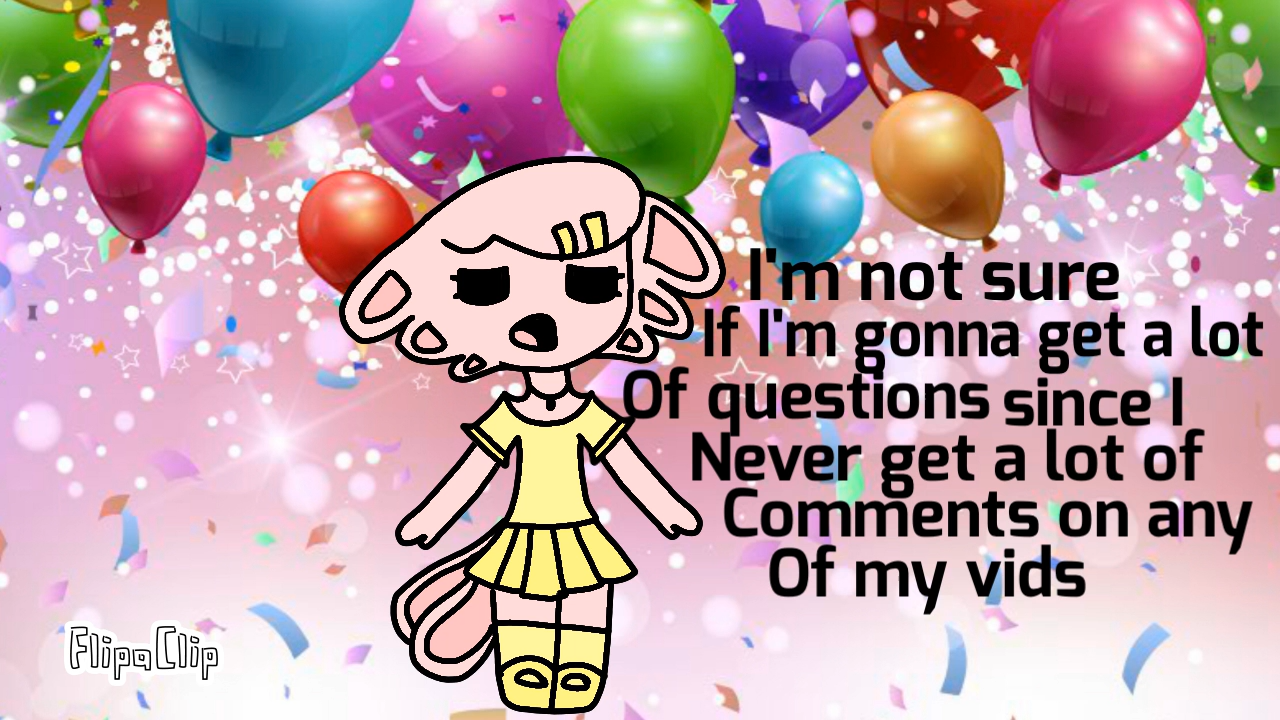 I'm not sure
If I'm gonna get a lot
Of questions since I
Never get a lot of
Comments on any
Of my vids
FlipaClip